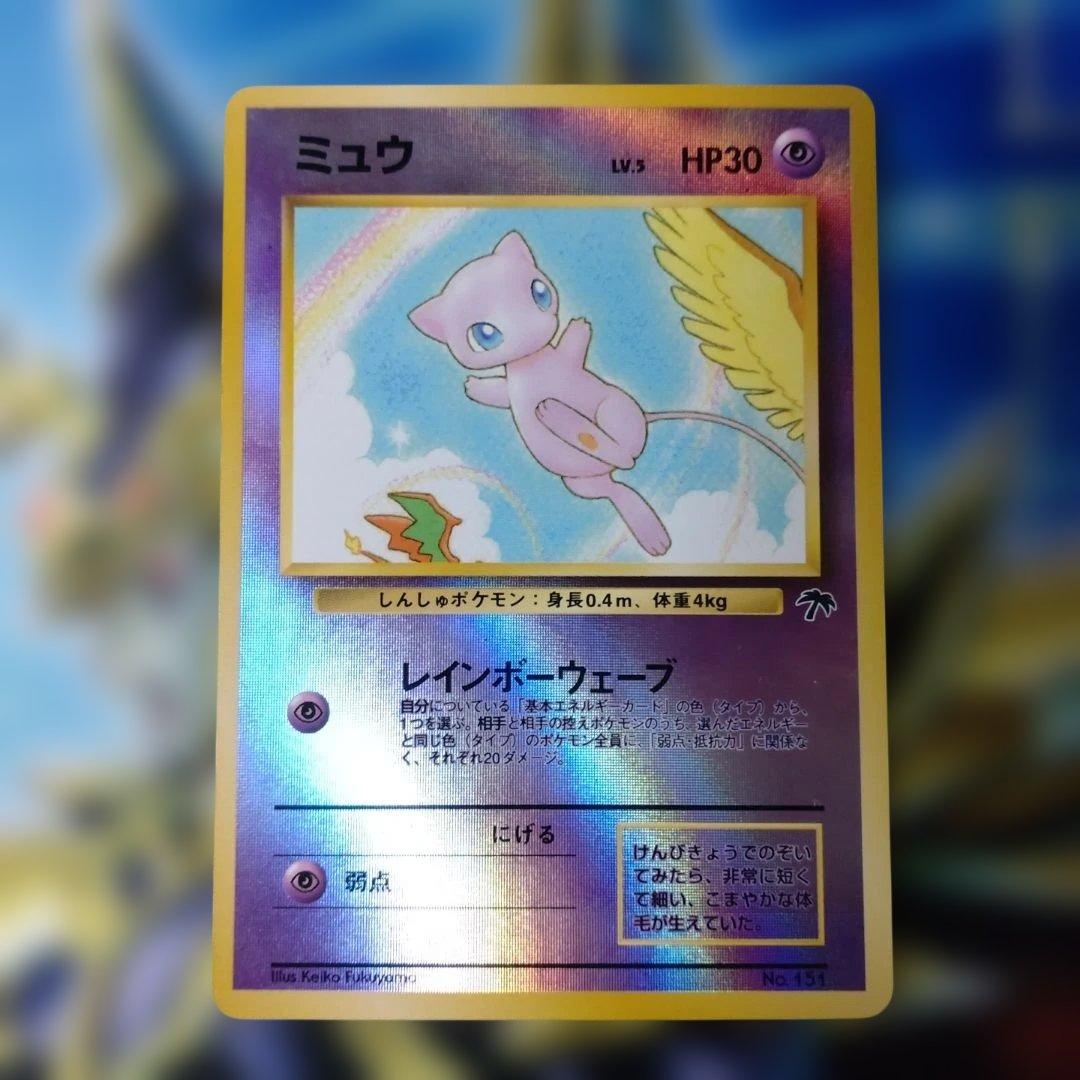 ミュウ LV.5 HP30
しんしゅポケモン：身長0.4m、体重4kg
レインボーウェーブ
自分についている「基本エネルギーカード」の色（タイプ）から、
1つを選ぶ。相手と相手の控えポケモンのうち、選んだエネルギー
と同じ色（タイプ）のポケモン全員に、「弱点・抵抗力」に関係な
く、それぞれ20ダメージ。
にげる
弱点
けんびきょうでのぞい
てみたら、非常に短く
て細い、こまやかな体
毛が生えていた。
Illus Keiko Fukuyama No. 151